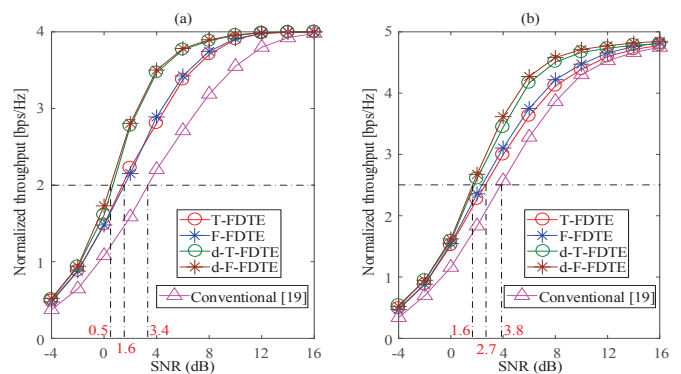 (a)
Normalized throughput [bps/Hz]
4
3
2
1
0
-4
0
4
8
12
16
SNR (dB)
0.5
1.6
3.4
T-FDTE
F-FDTE
d-T-FDTE
d-F-FDTE
Conventional [19]
(b)
Normalized throughput [bps/Hz]
5
4
3
2
1
0
-4
0
4
8
12
16
SNR (dB)
1.6
2.7
3.8
T-FDTE
F-FDTE
d-T-FDTE
d-F-FDTE
Conventional [19]